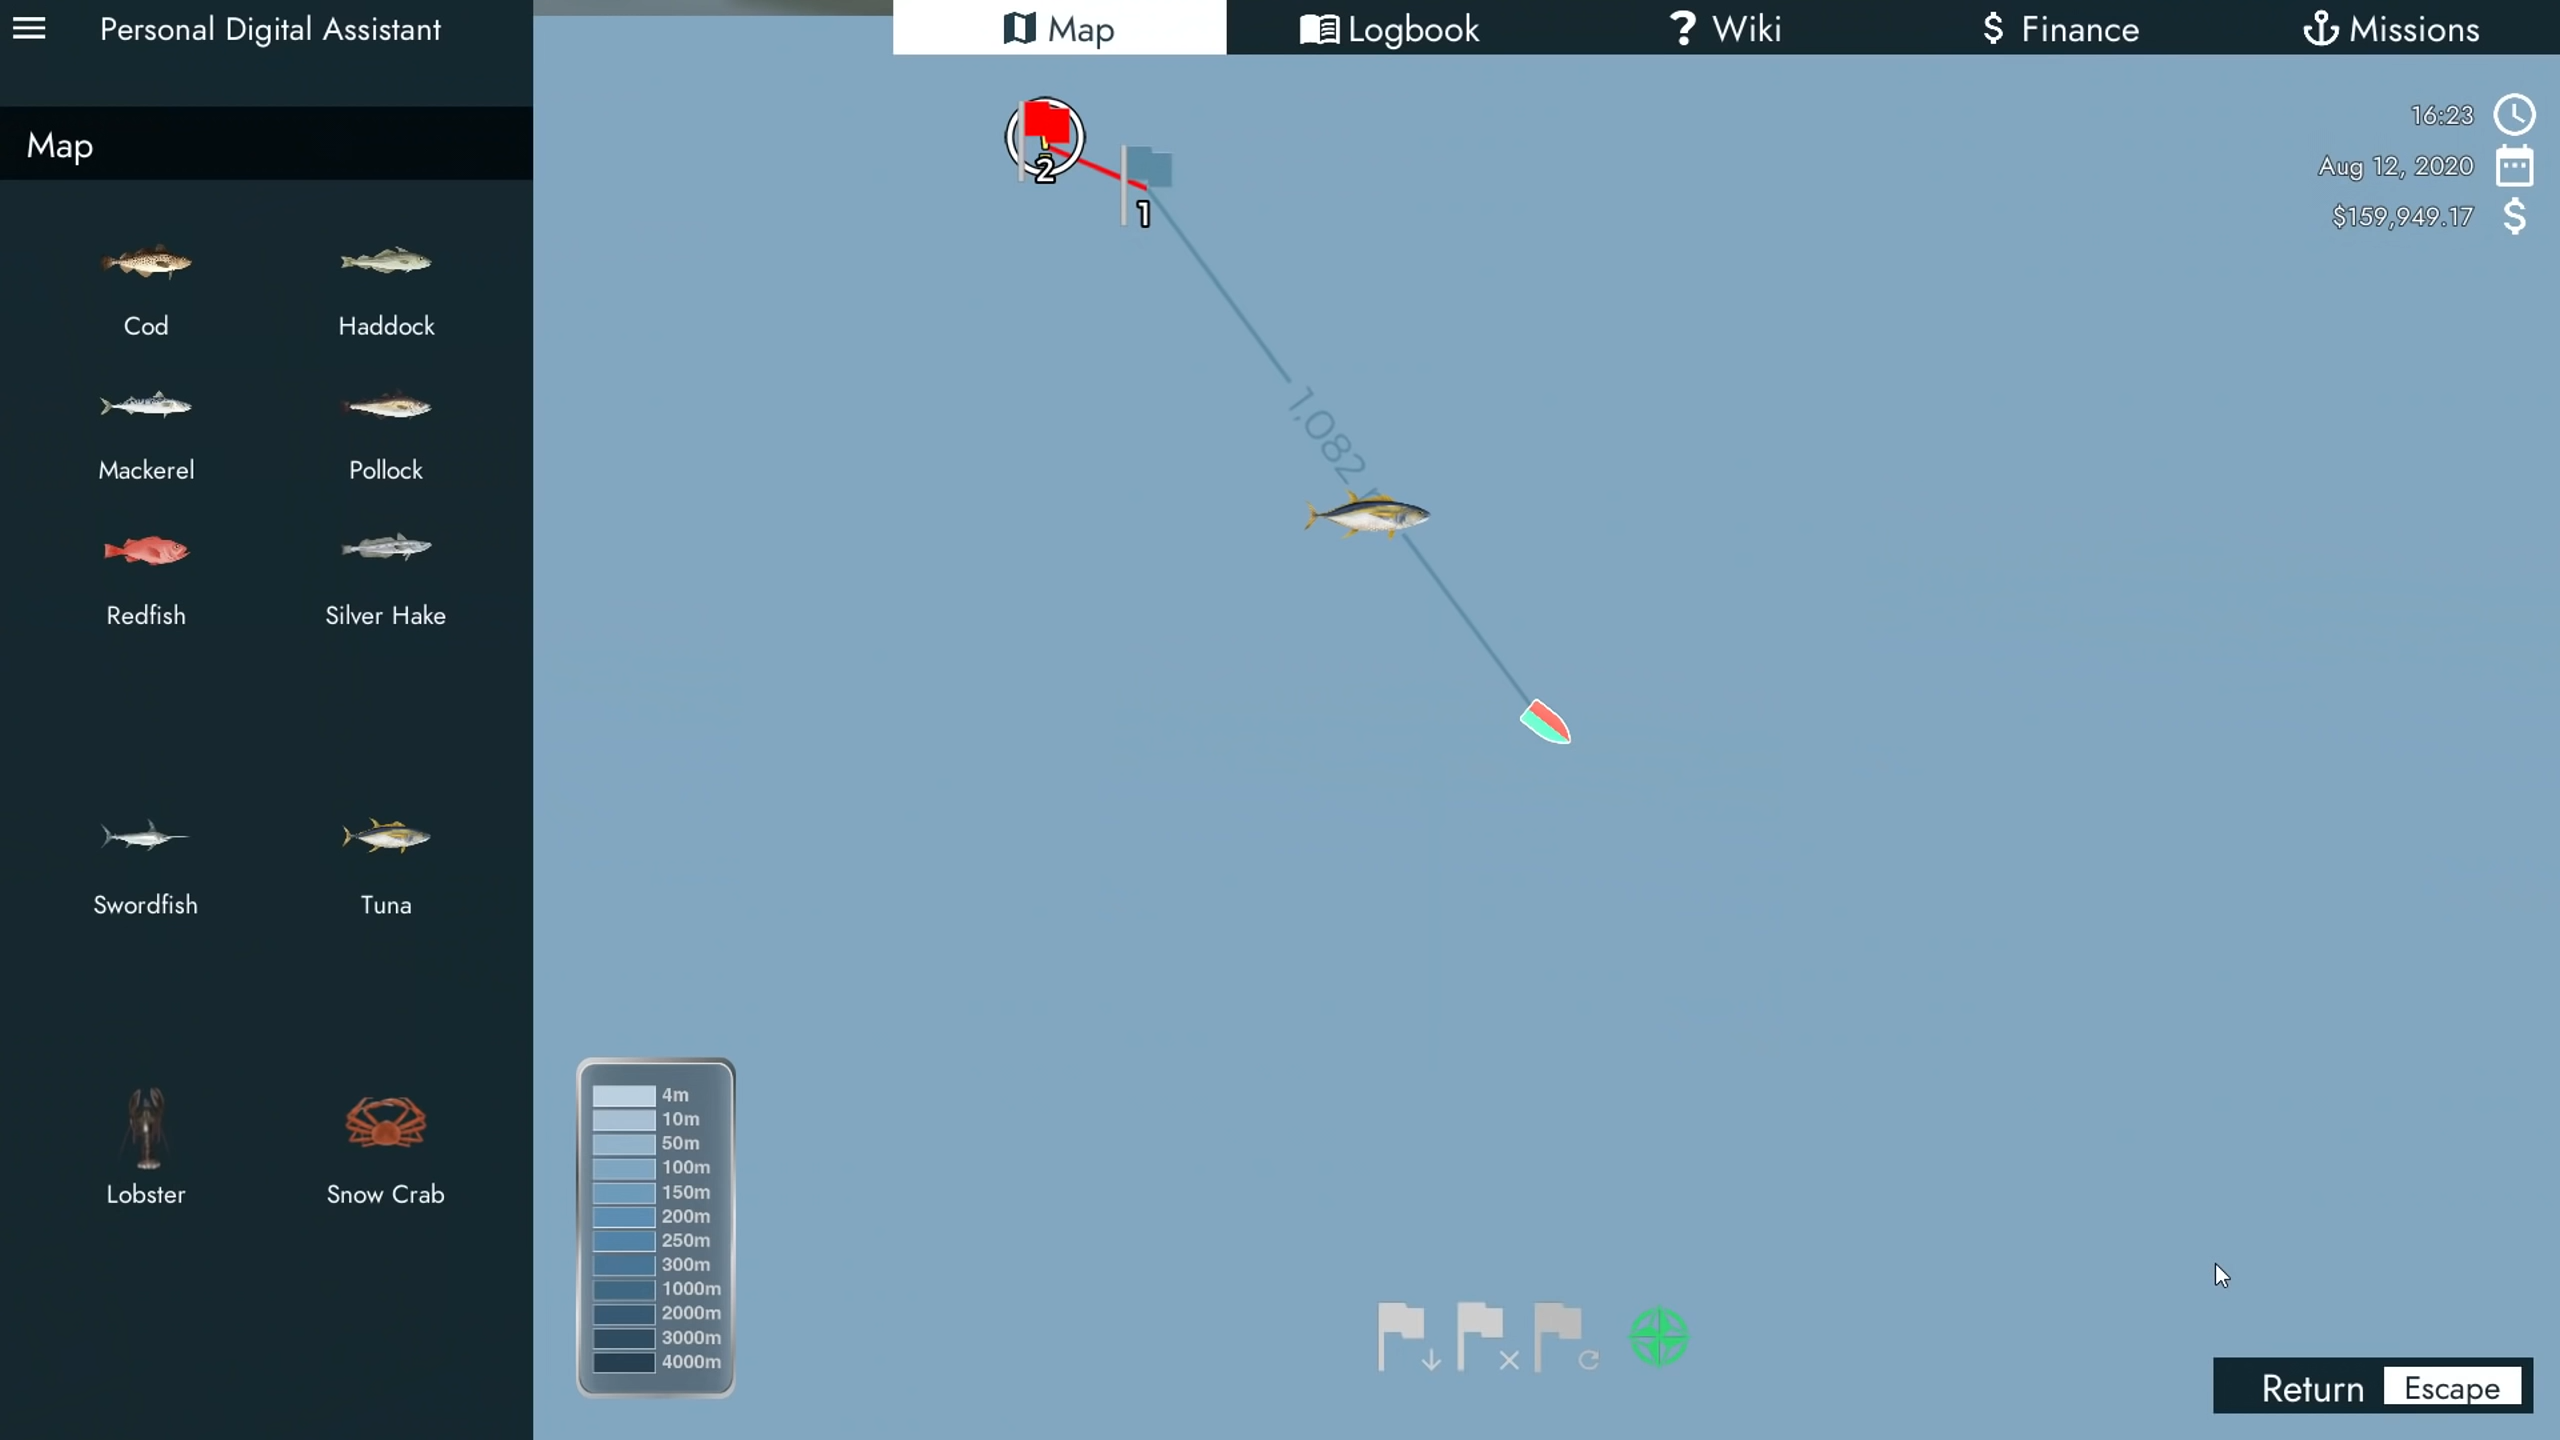 Personal Digital Assistant
Map
Logbook
? Wiki
$ Finance
Missions
Map
16:23
Aug 12, 2020
$159,949.17 $
2
1
1,082
Cod
Haddock
Mackerel
Pollock
Redfish
Silver Hake
Swordfish
Tuna
Lobster
Snow Crab
4m
10m
50m
100m
150m
200m
250m
300m
1000m
2000m
3000m
4000m
Return Escape